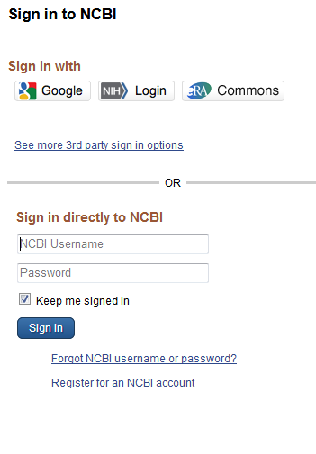 Sign in to NCBI
Sign in with
Google NIH Login eRA Commons
See more 3rd party sign in options
OR
Sign in directly to NCBI
NCBI Username
Password
Keep me signed in
Sign in
Forgot NCBI username or password?
Register for an NCBI account